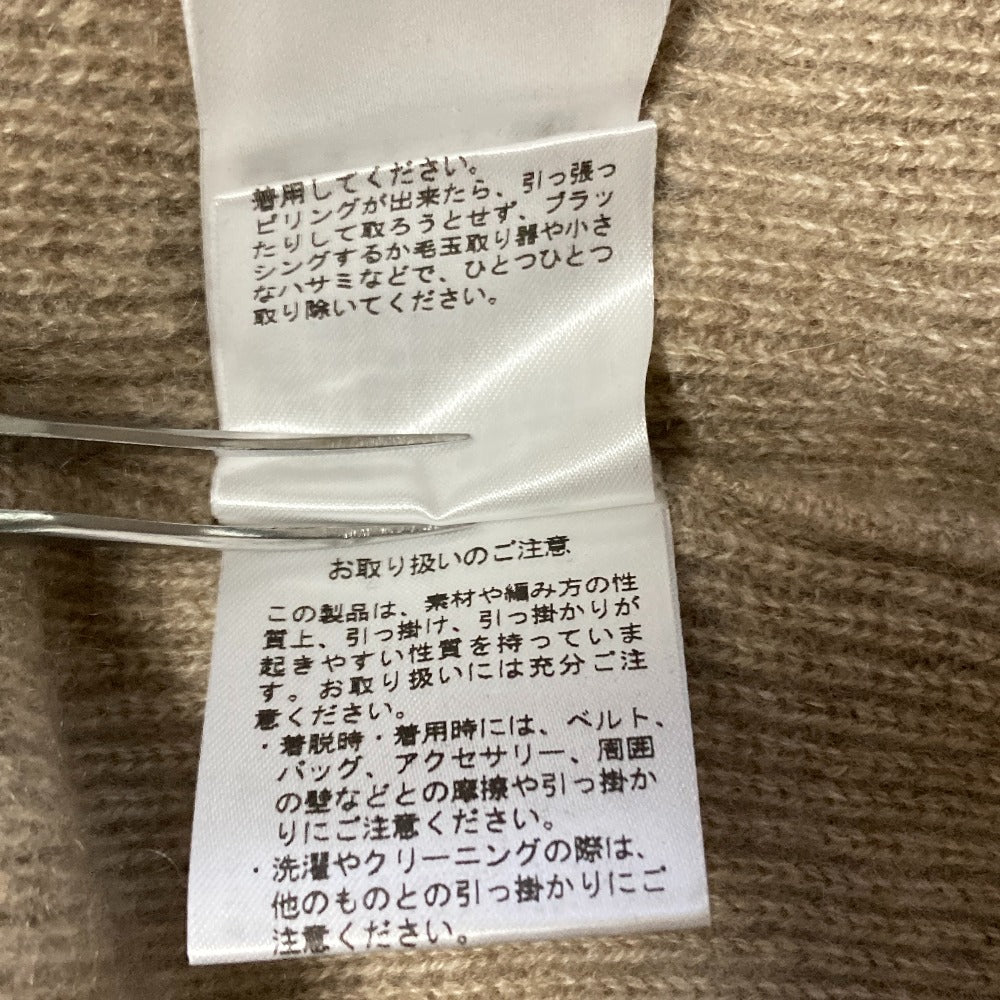 着用してください。
ピリングが出来たら、引っ張っ
たりして取ろうとせず、ブラッ
シングするか毛玉取り器や小さ
なハサミなどで、ひとつひとつ
取り除いてください。
お取り扱いのご注意
この製品は、素材や編み方の性
質上、引っ掛け、引っ掛かりが
起きやすい性質を持っていま
す。お取り扱いには充分ご注
意ください。
・着脱時・着用時には、ベルト、
バッグ、アクセサリー、周囲
の壁などとの摩擦や引っ掛か
りにご注意ください。
・洗濯やクリーニングの際は、
他のものとの引っ掛かりにご
注意ください。